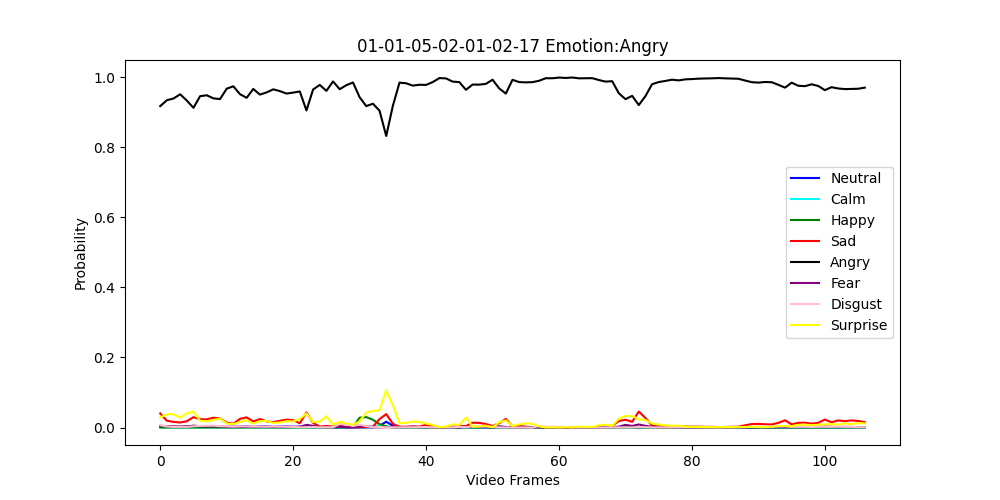 01-01-05-02-01-02-17 Emotion:Angry
Probability
1.0
0.8
0.6
0.4
0.2
0.0
0
20
40
60
80
100
Video Frames
Neutral
Calm
Happy
Sad
Angry
Fear
Disgust
Surprise